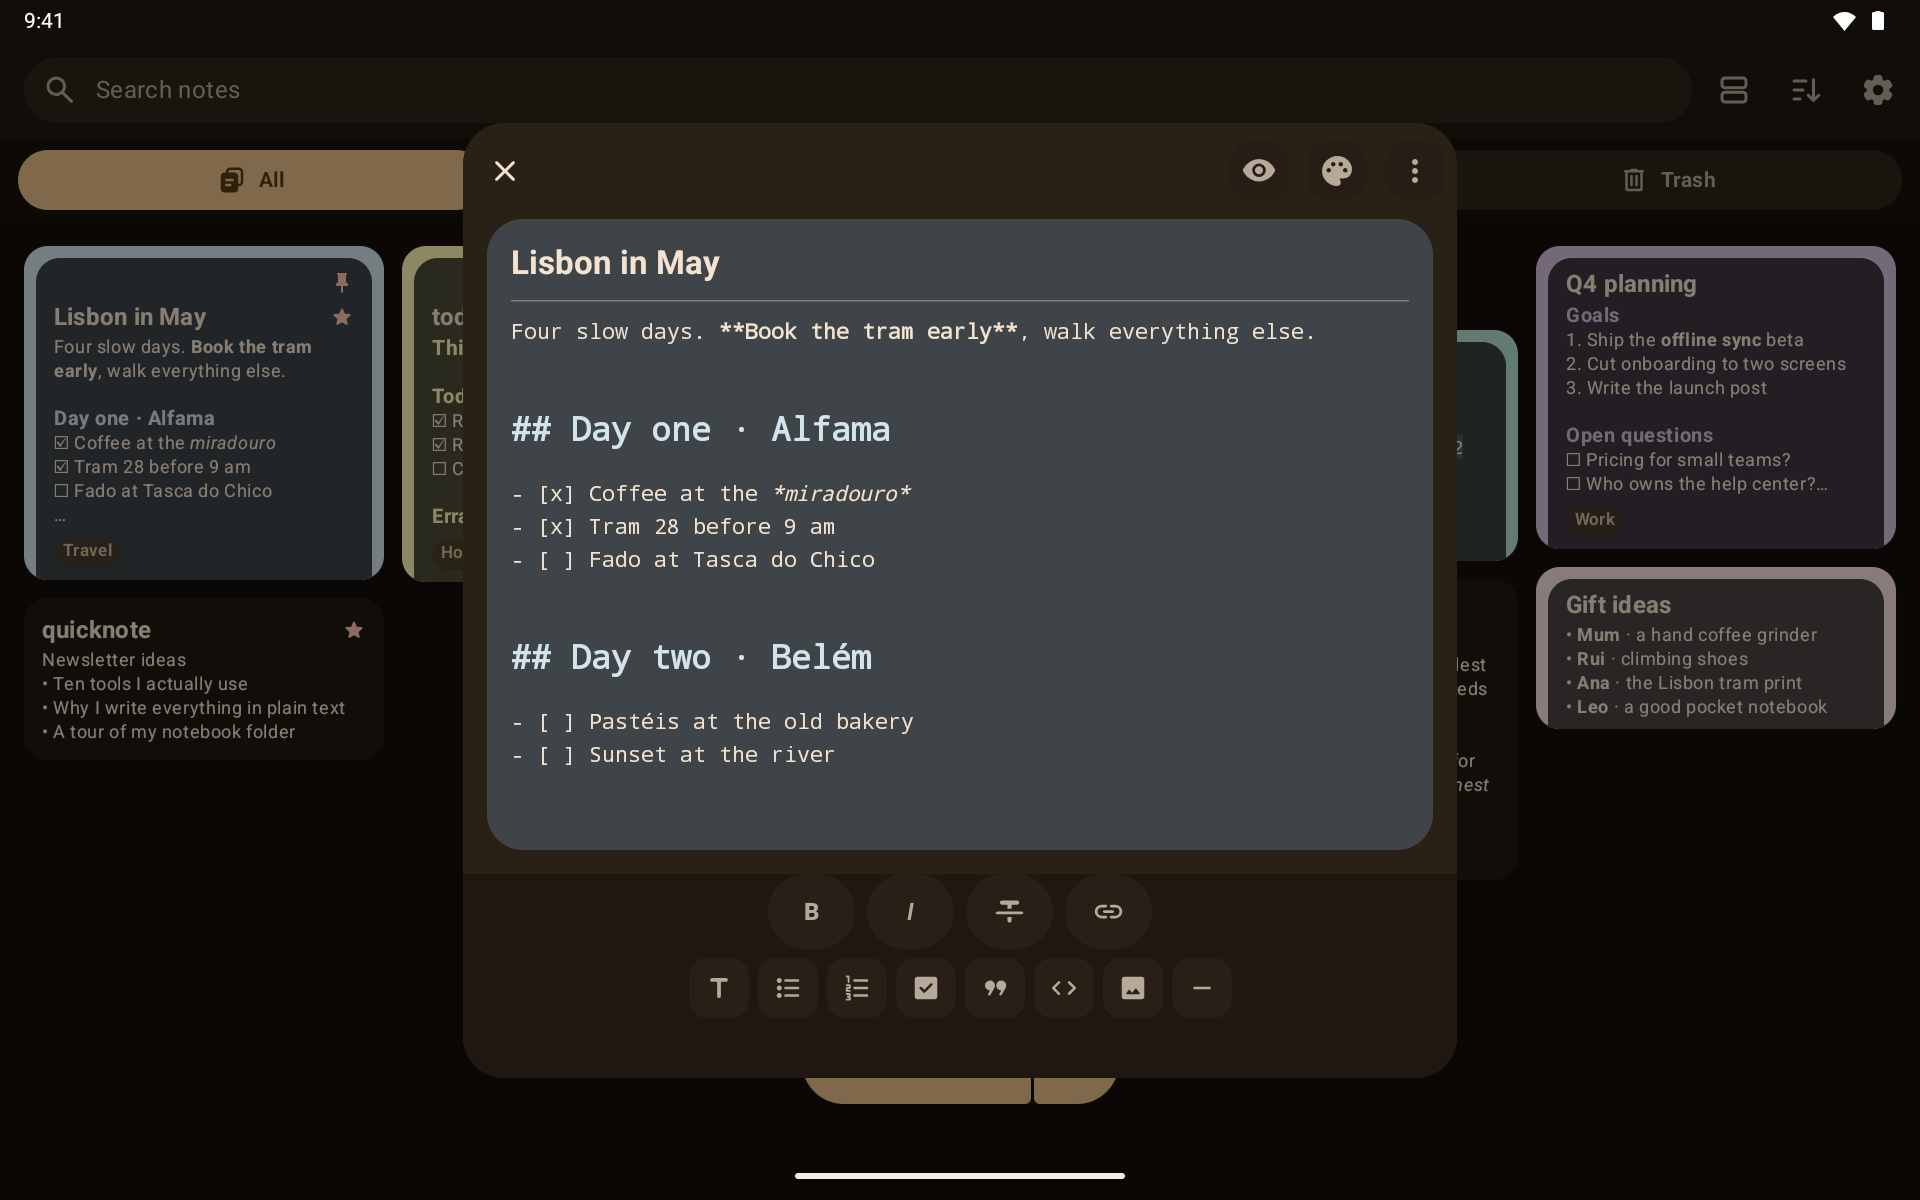 9:41
Search notes
All
Trash
Lisbon in May
Four slow days. **Book the tram early**, walk everything else.
## Day one · Alfama
- [x] Coffee at the *miradouro*
- [x] Tram 28 before 9 am
- [ ] Fado at Tasca do Chico
## Day two · Belém
- [ ] Pastéis at the old bakery
- [ ] Sunset at the river
B
I
Lisbon in May
Four slow days. Book the tram
early, walk everything else.
Day one · Alfama
☑ Coffee at the miradouro
☑ Tram 28 before 9 am
☐ Fado at Tasca do Chico
…
Travel
quicknote
Newsletter ideas
• Ten tools I actually use
• Why I write everything in plain text
• A tour of my notebook folder
Q4 planning
Goals
1. Ship the offline sync beta
2. Cut onboarding to two screens
3. Write the launch post
Open questions
☐ Pricing for small teams?
☐ Who owns the help center?…
Work
Gift ideas
• Mum · a hand coffee grinder
• Rui · climbing shoes
• Ana · the Lisbon tram print
• Leo · a good pocket notebook